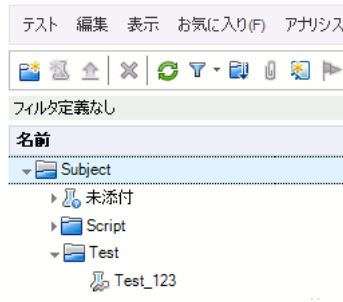 テスト 編集 表示 お気に入り(F) アナリシス
フィルタ定義なし
名前
Subject
未添付
Script
Test
Test_123